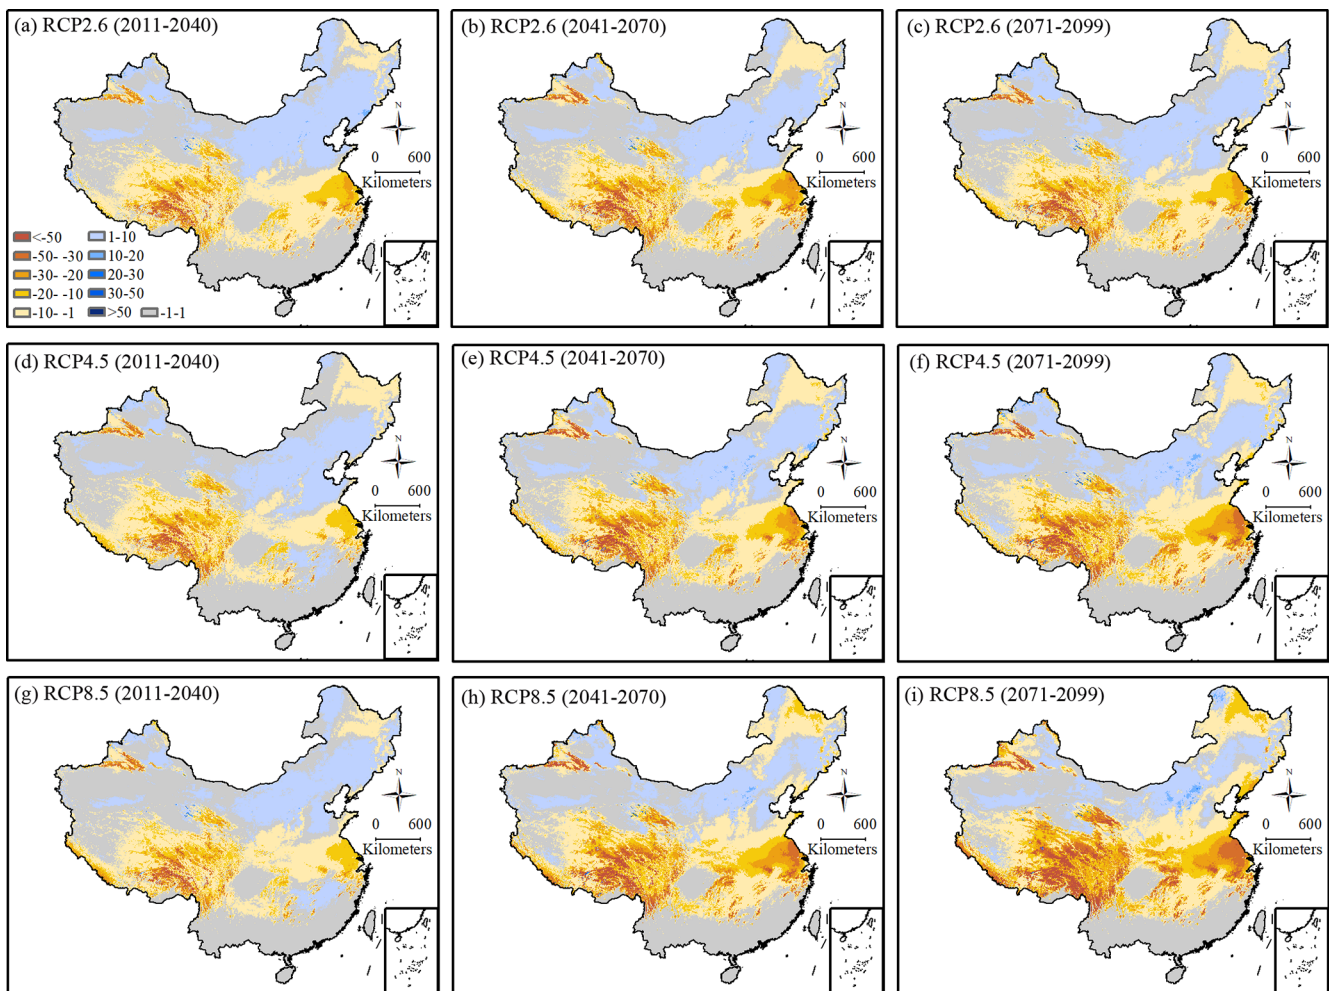 (a) RCP2.6 (2011-2040)
N
0 600
Kilometers
<-50 1-10
-50- -30 10-20
-30- -20 20-30
-20- -10 30-50
-10- -1 >50 -1-1
(b) RCP2.6 (2041-2070)
N
0 600
Kilometers
(c) RCP2.6 (2071-2099)
N
0 600
Kilometers
(d) RCP4.5 (2011-2040)
N
0 600
Kilometers
(e) RCP4.5 (2041-2070)
N
0 600
Kilometers
(f) RCP4.5 (2071-2099)
N
0 600
Kilometers
(g) RCP8.5 (2011-2040)
N
0 600
Kilometers
(h) RCP8.5 (2041-2070)
N
0 600
Kilometers
(i) RCP8.5 (2071-2099)
N
0 600
Kilometers